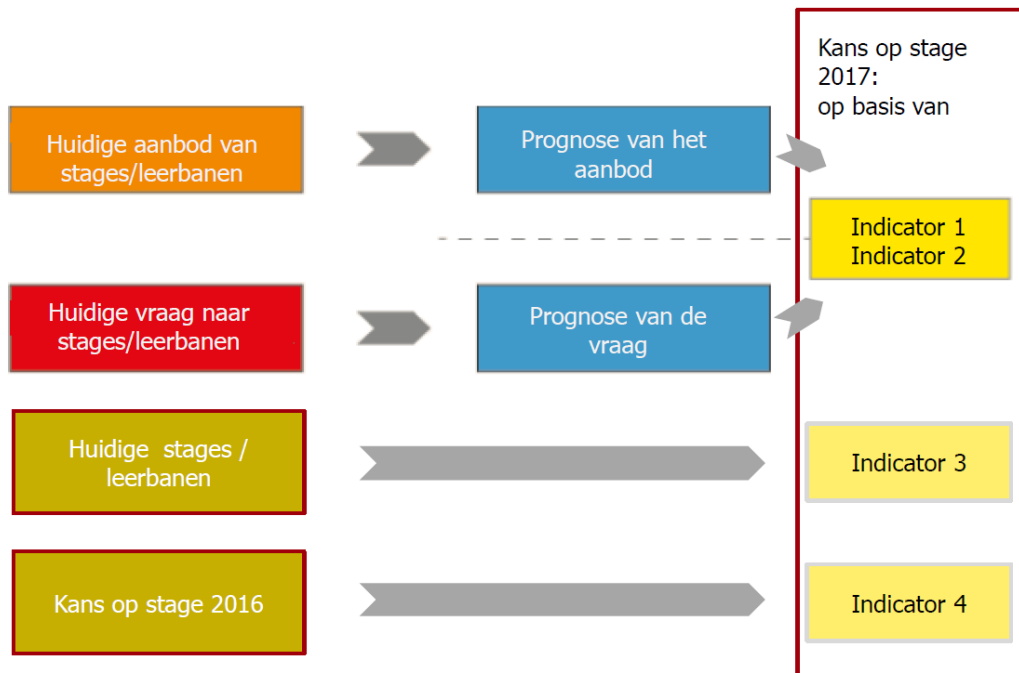 Kans op stage
2017:
op basis van
Huidige aanbod van
stages/leerbanen
Prognose van het
aanbod
Indicator 1
Indicator 2
Huidige vraag naar
stages/leerbanen
Prognose van de
vraag
Huidige stages /
leerbanen
Indicator 3
Kans op stage 2016
Indicator 4